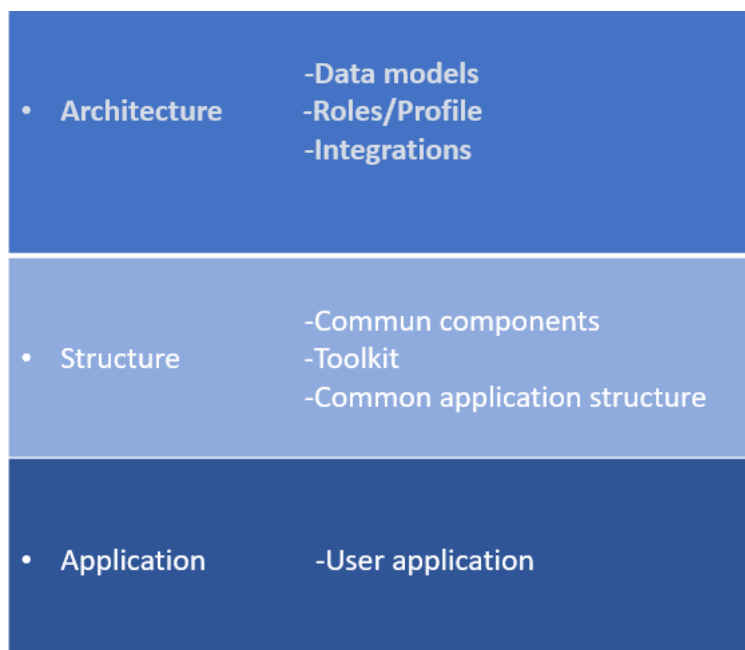 -Data models
• Architecture -Roles/Profile
-Integrations
-Commun components
• Structure -Toolkit
-Common application structure
• Application -User application